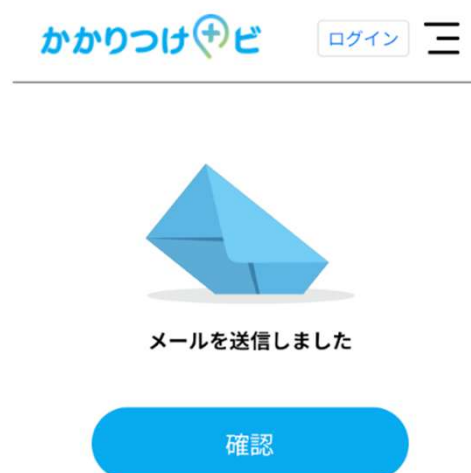 かかりつけナビ
ログイン
メールを送信しました
確認